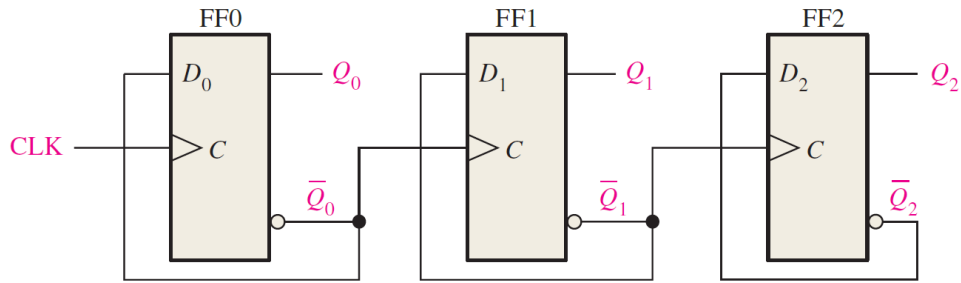 FF0 FF1 FF2
D₀ Q₀ D₁ Q₁ D₂ Q₂
CLK C C C
Q̅₀ Q̅₁ Q̅₂